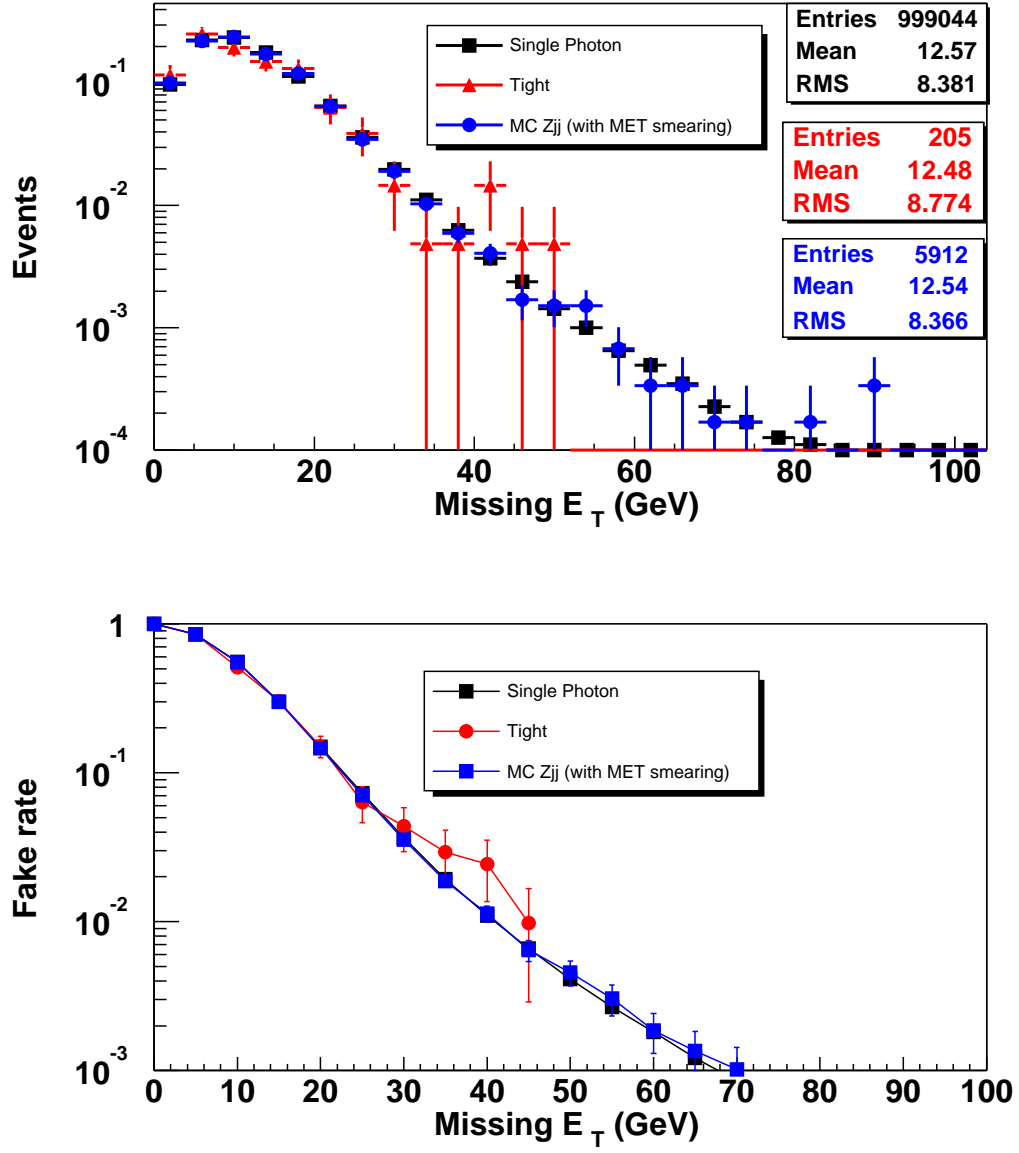 Events
10^-1
10^-2
10^-3
10^-4
Single Photon
Tight
MC Zjj (with MET smearing)
Entries 999044
Mean 12.57
RMS 8.381
Entries 205
Mean 12.48
RMS 8.774
Entries 5912
Mean 12.54
RMS 8.366
0 20 40 60 80 100
Missing E_T (GeV)
Fake rate
1
10^-1
10^-2
10^-3
Single Photon
Tight
MC Zjj (with MET smearing)
0 10 20 30 40 50 60 70 80 90 100
Missing E_T (GeV)